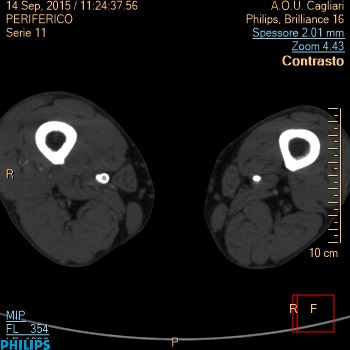 14 Sep, 2015 / 11:24:37.56
PERIFERICO
Serie 11
A.O.U. Cagliari
Philips, Brilliance 16
Spessore 2.01 mm
Zoom 4.43
Contrasto
R
10 cm
R F
MIP
FL 354
PHILIPS
P